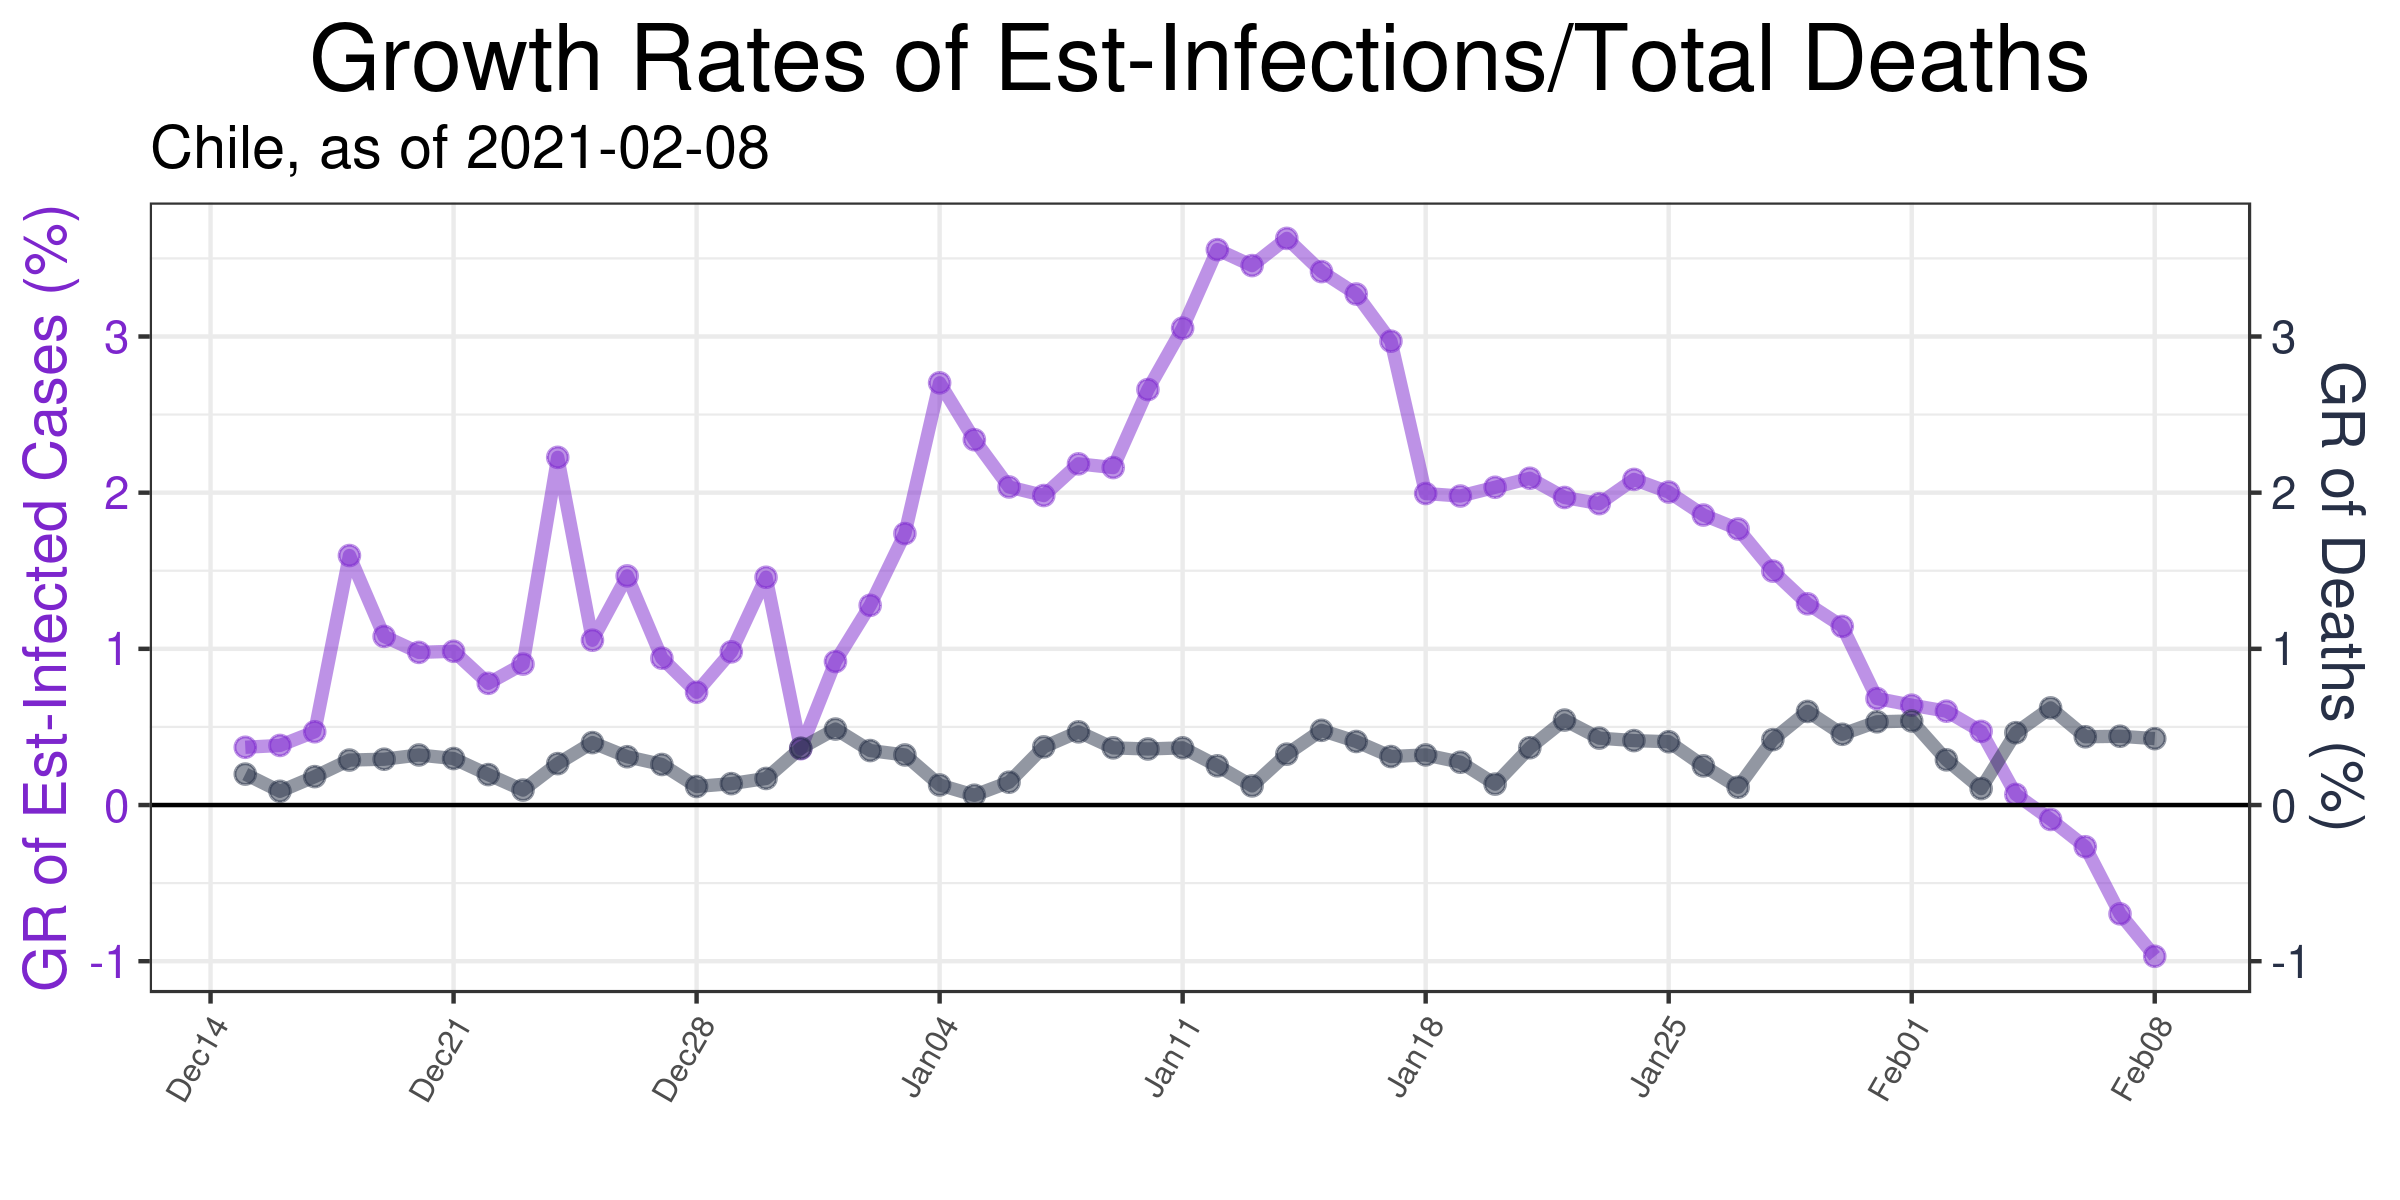 Growth Rates of Est-Infections/Total Deaths
Chile, as of 2021-02-08
GR of Est-Infected Cases (%)
3
2
1
0
-1
3
2
1
0
-1
GR of Deaths (%)
Dec14
Dec21
Dec28
Jan04
Jan11
Jan18
Jan25
Feb01
Feb08